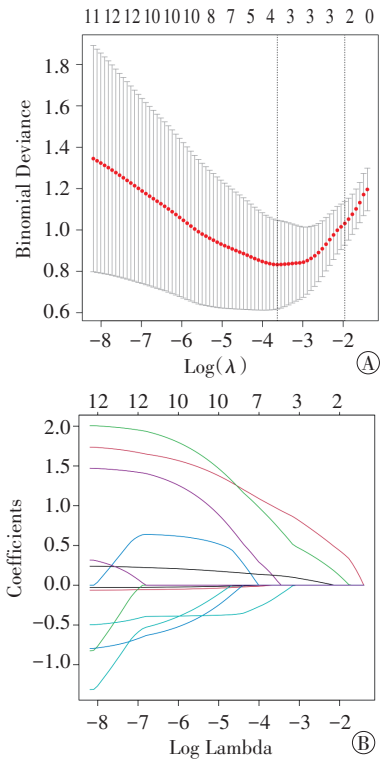 11 12 12 10 10 10 8 7 5 4 3 3 3 2 0
Binomial Deviance
1.8
1.6
1.4
1.2
1.0
0.8
0.6
−8 −7 −6 −5 −4 −3 −2
Log(λ)
Ⓐ
12 12 10 10 7 3 2
Coefficients
2.0
1.5
1.0
0.5
0.0
−0.5
−1.0
−8 −7 −6 −5 −4 −3 −2
Log Lambda
Ⓑ